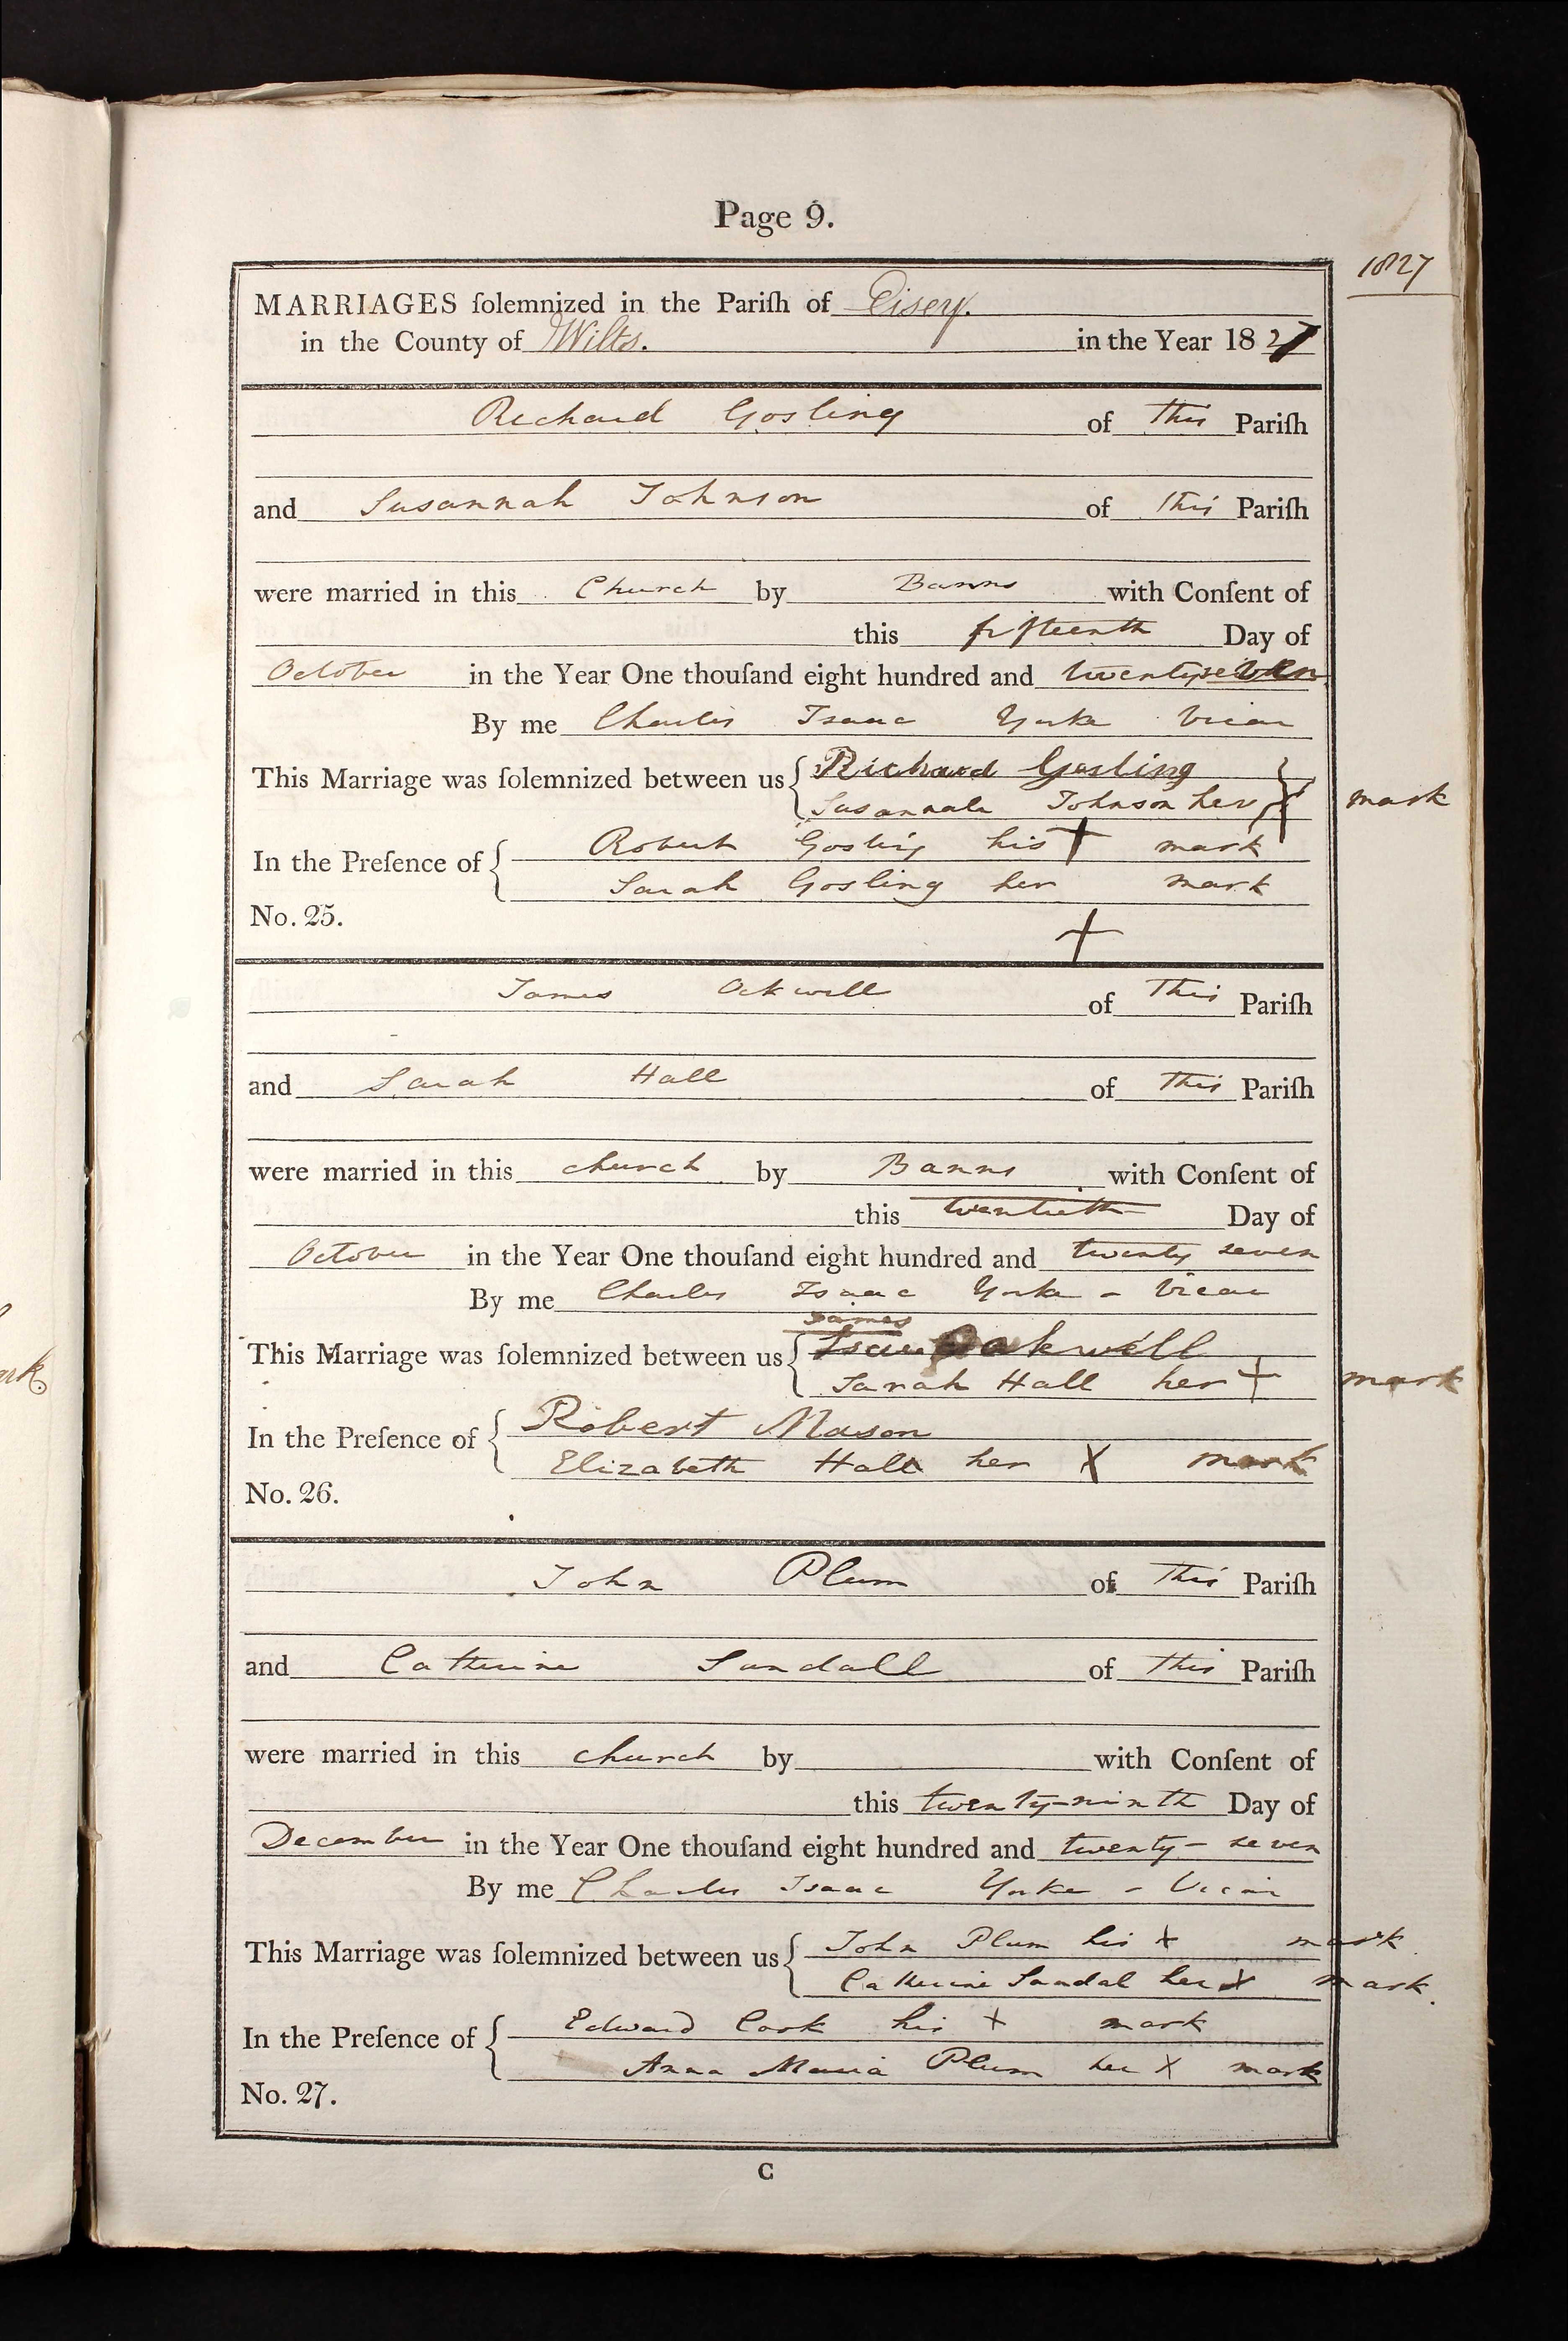 Page 9.
1827
MARRIAGES ſolemnized in the Pariſh of Eisey.
in the County of Wilts. in the Year 1827
Richard Gosling of this Pariſh
and Susannah Johnson of this Pariſh
were married in this Church by Banns with Conſent of
this fifteenth Day of
October in the Year One thouſand eight hundred and twenty seven
By me Charles Isaac Yorke Vicar
This Marriage was ſolemnized between us { Richard Gosling
Susannah Johnson her X mark
In the Preſence of { Robert Gosling his + mark
Sarah Gosling her + mark
No. 25.
James Ockwell of This Pariſh
and Sarah Hall of This Pariſh
were married in this church by Banns with Conſent of
this twentieth Day of
October in the Year One thouſand eight hundred and twenty seven
By me Charles Isaac Yorke - Vicar
James
This Marriage was ſolemnized between us { Oakwell
Sarah Hall her + mark
In the Preſence of { Robert Mason
Elizabeth Hall her X mark
No. 26.
John Plum of This Pariſh
and Catherine Sandall of This Pariſh
were married in this church by with Conſent of
this twenty-ninth Day of
December in the Year One thouſand eight hundred and twenty-seven
By me Charles Isaac Yorke - Vicar
This Marriage was ſolemnized between us { John Plum his X mark
Catherine Sandal her X mark.
In the Preſence of { Edward Cook his X mark
Anna Maria Plum her X mark
No. 27.
C